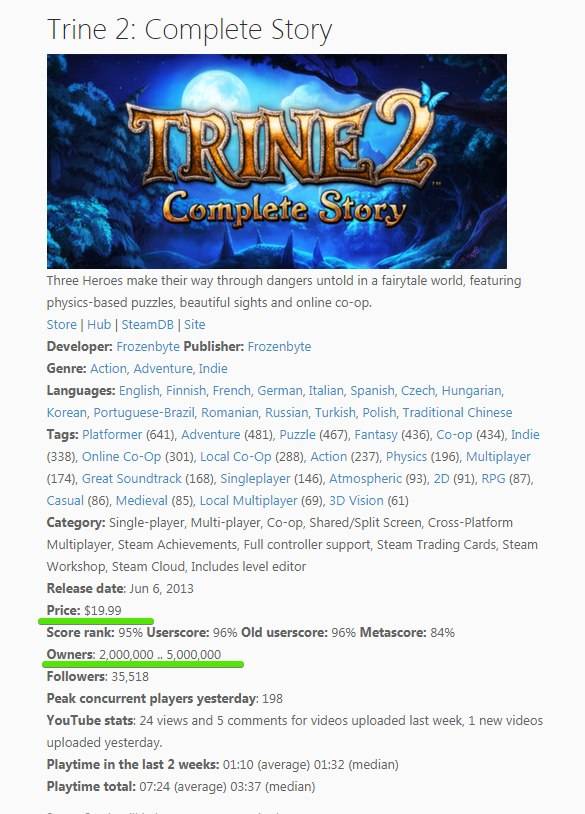 Trine 2: Complete Story
TRINE 2
™
Complete Story
Three Heroes make their way through dangers untold in a fairytale world, featuring
physics-based puzzles, beautiful sights and online co-op.
Store | Hub | SteamDB | Site
Developer: Frozenbyte Publisher: Frozenbyte
Genre: Action, Adventure, Indie
Languages: English, Finnish, French, German, Italian, Spanish, Czech, Hungarian,
Korean, Portuguese-Brazil, Romanian, Russian, Turkish, Polish, Traditional Chinese
Tags: Platformer (641), Adventure (481), Puzzle (467), Fantasy (436), Co-op (434), Indie
(338), Online Co-Op (301), Local Co-Op (288), Action (237), Physics (196), Multiplayer
(174), Great Soundtrack (168), Singleplayer (146), Atmospheric (93), 2D (91), RPG (87),
Casual (86), Medieval (85), Local Multiplayer (69), 3D Vision (61)
Category: Single-player, Multi-player, Co-op, Shared/Split Screen, Cross-Platform
Multiplayer, Steam Achievements, Full controller support, Steam Trading Cards, Steam
Workshop, Steam Cloud, Includes level editor
Release date: Jun 6, 2013
Price: $19.99
Score rank: 95% Userscore: 96% Old userscore: 96% Metascore: 84%
Owners: 2,000,000 .. 5,000,000
Followers: 35,518
Peak concurrent players yesterday: 198
YouTube stats: 24 views and 5 comments for videos uploaded last week, 1 new videos
uploaded yesterday.
Playtime in the last 2 weeks: 01:10 (average) 01:32 (median)
Playtime total: 07:24 (average) 03:37 (median)